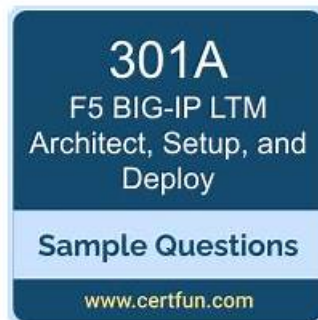 301A
F5 BIG-IP LTM
Architect, Setup, and
Deploy
Sample Questions
www.certfun.com